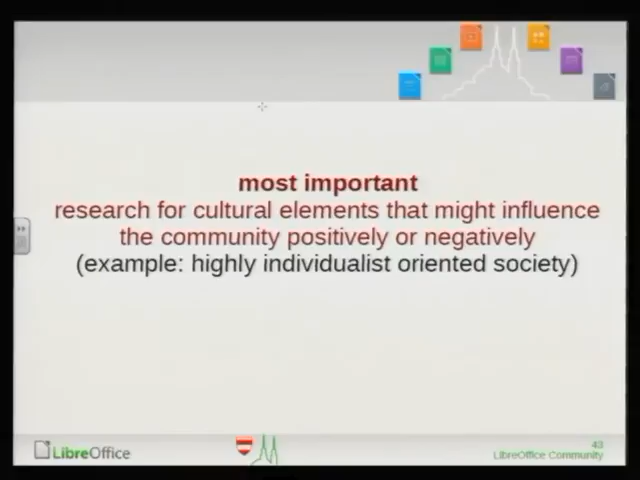 most important
research for cultural elements that might influence
the community positively or negatively
(example: highly individualist oriented society)
LibreOffice
43
LibreOffice Community